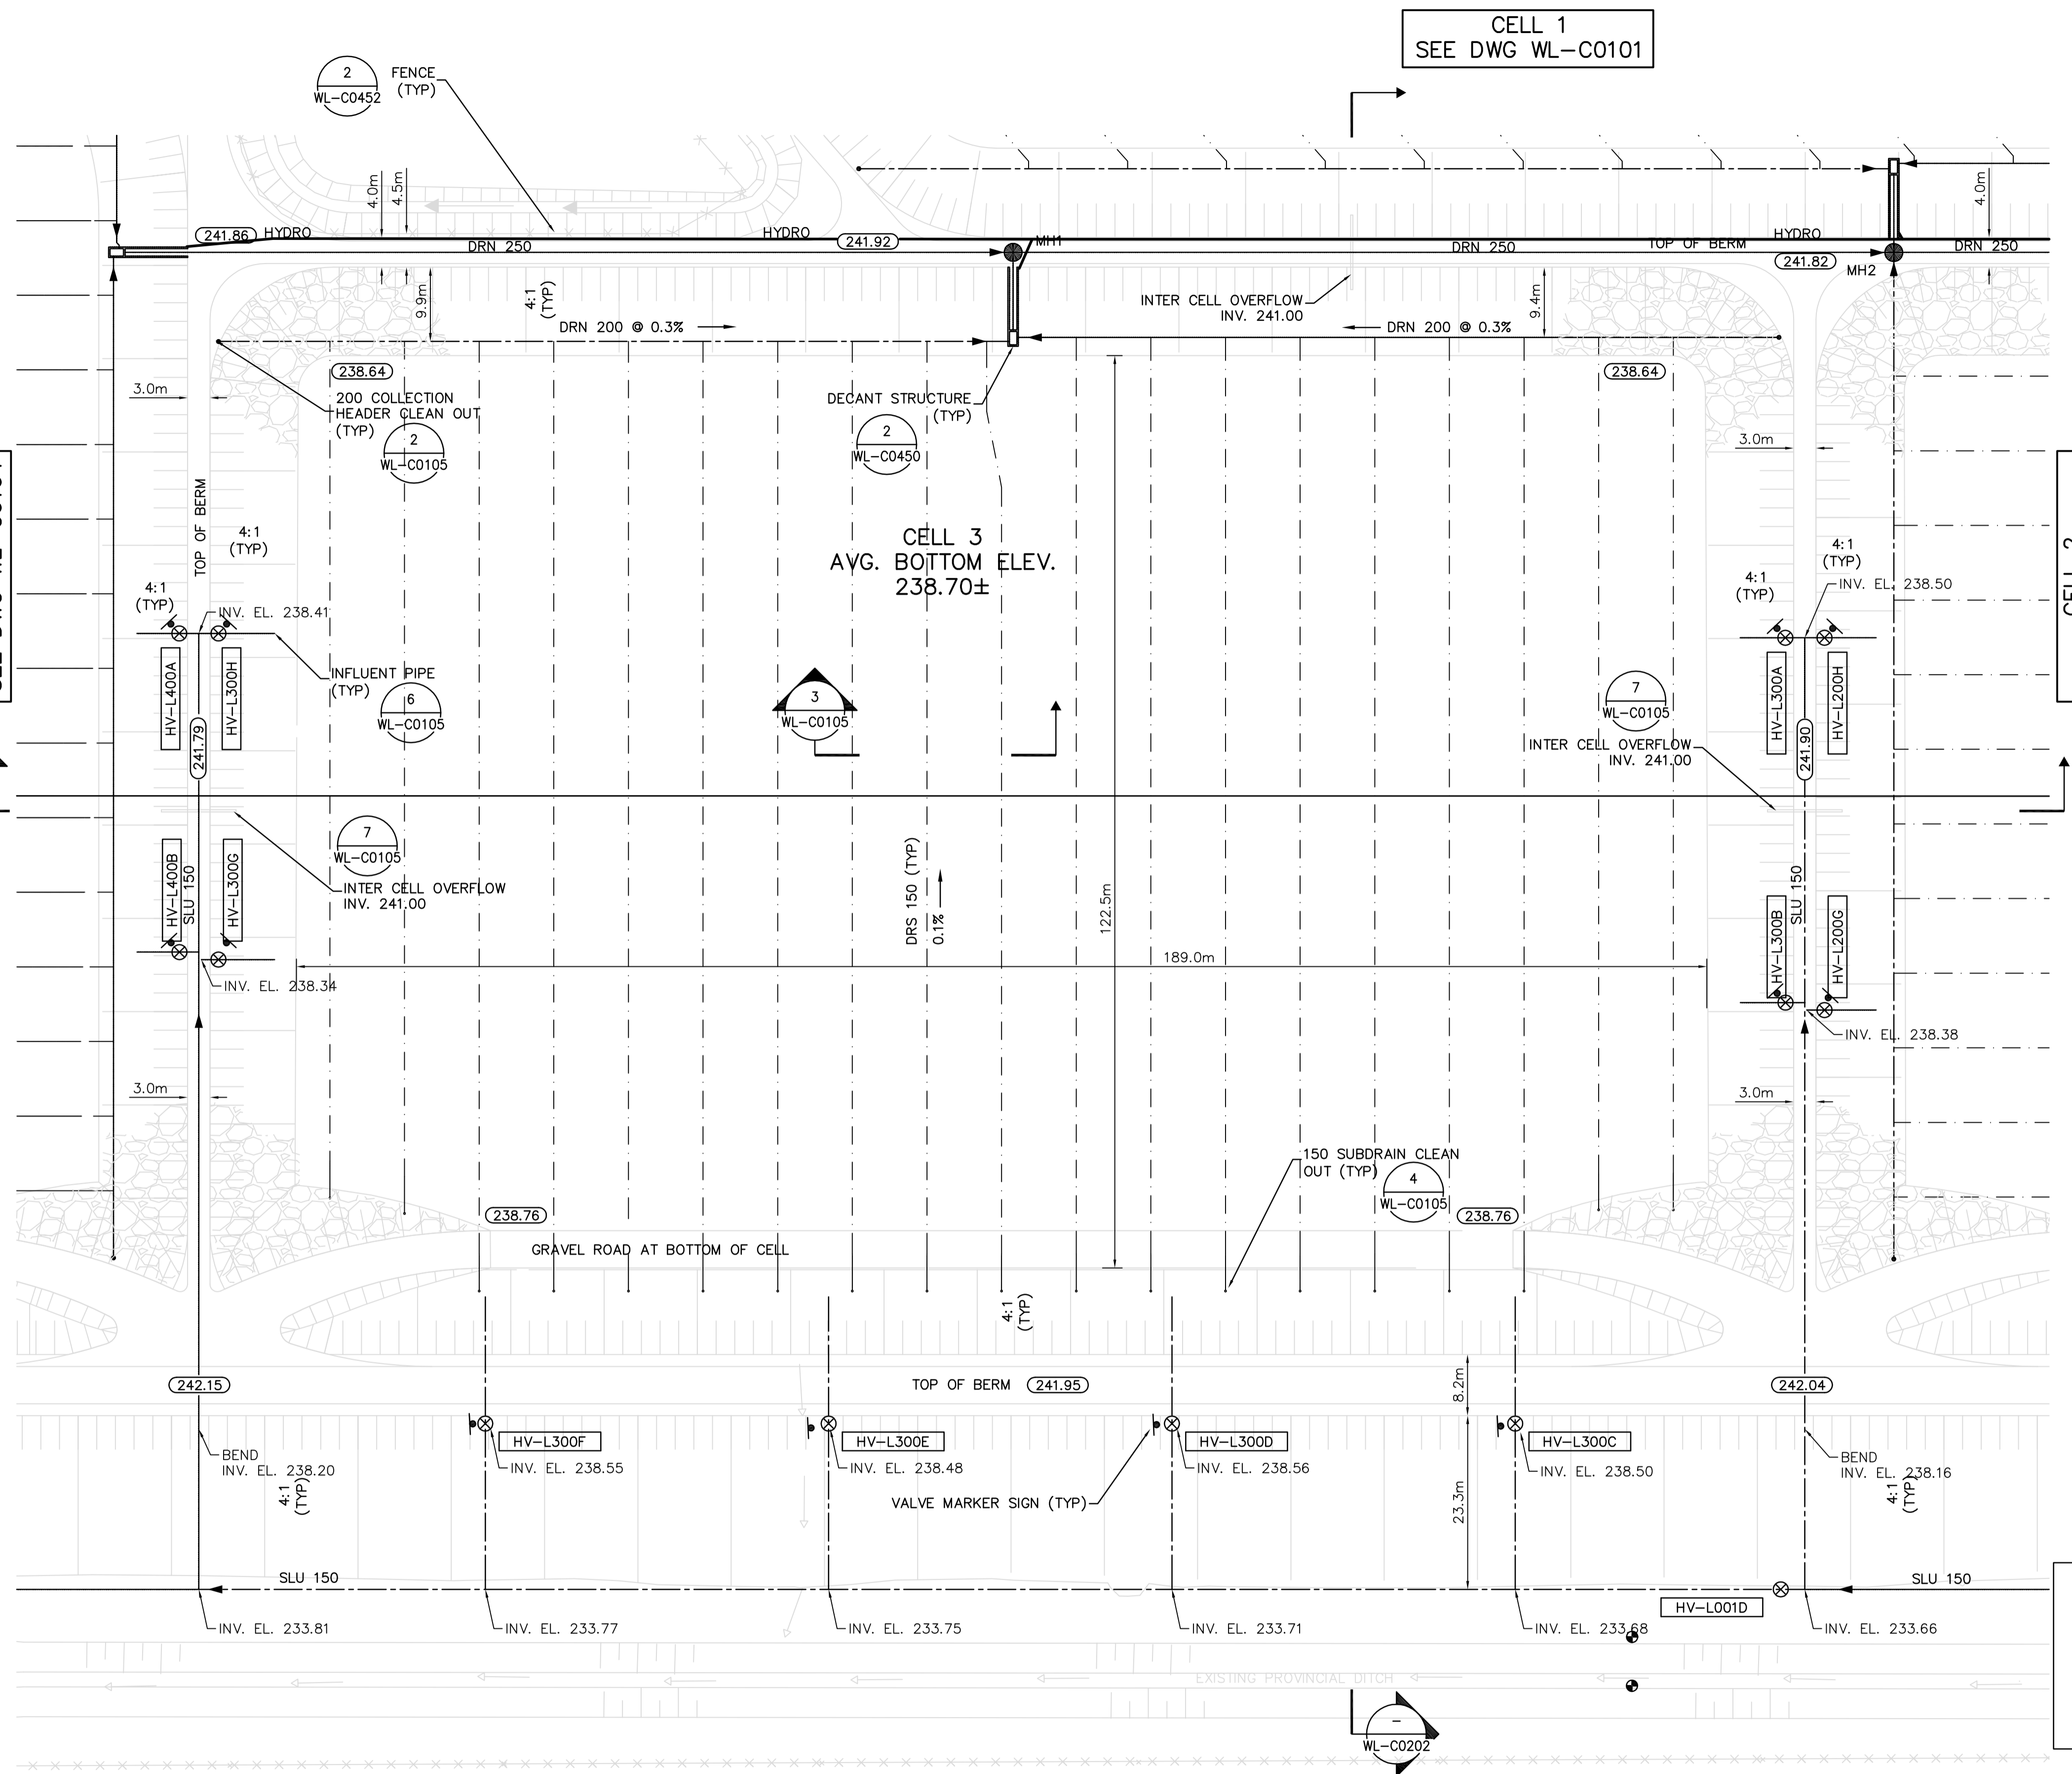 CELL 1
SEE DWG WL-C0101
2
WL-C0452
FENCE
(TYP)
4.0m
4.5m
4.0m
241.86
HYDRO
DRN 250
HYDRO
241.92
MH1
DRN 250
TOP OF BERM
HYDRO
241.82
MH2
DRN 250
9.9m
4:1
(TYP)
INTER CELL OVERFLOW
INV. 241.00
9.4m
DRN 200 @ 0.3%
DRN 200 @ 0.3%
238.64
238.64
3.0m
200 COLLECTION
HEADER CLEAN OUT
(TYP)
2
WL-C0105
DECANT STRUCTURE
(TYP)
2
WL-C0450
3.0m
TOP OF BERM
4:1
(TYP)
CELL 3
AVG. BOTTOM ELEV.
238.70±
4:1
(TYP)
4:1
(TYP)
4:1
(TYP)
INV. EL. 238.41
INV. EL. 238.50
CELL 2
HV-L400A
HV-L300H
INFLUENT PIPE
(TYP)
6
WL-C0105
241.79
3
WL-C0105
7
WL-C0105
HV-L300A
HV-L200H
241.90
INTER CELL OVERFLOW
INV. 241.00
7
WL-C0105
HV-L400B
SLU 150
HV-L300G
INTER CELL OVERFLOW
INV. 241.00
DRS 150 (TYP)
0.1%
122.5m
HV-L300B
SLU 150
HV-L200G
189.0m
INV. EL. 238.34
INV. EL. 238.38
3.0m
3.0m
150 SUBDRAIN CLEAN
OUT (TYP)
4
WL-C0105
238.76
238.76
GRAVEL ROAD AT BOTTOM OF CELL
4:1
(TYP)
242.15
TOP OF BERM
241.95
8.2m
242.04
HV-L300F
HV-L300E
HV-L300D
HV-L300C
BEND
INV. EL. 238.20
INV. EL. 238.55
INV. EL. 238.48
INV. EL. 238.56
INV. EL. 238.50
BEND
INV. EL. 238.16
4:1
(TYP)
VALVE MARKER SIGN (TYP)
23.3m
4:1
(TYP)
SLU 150
SLU 150
HV-L001D
INV. EL. 233.81
INV. EL. 233.77
INV. EL. 233.75
INV. EL. 233.71
INV. EL. 233.68
INV. EL. 233.66
EXISTING PROVINCIAL DITCH
-
WL-C0202